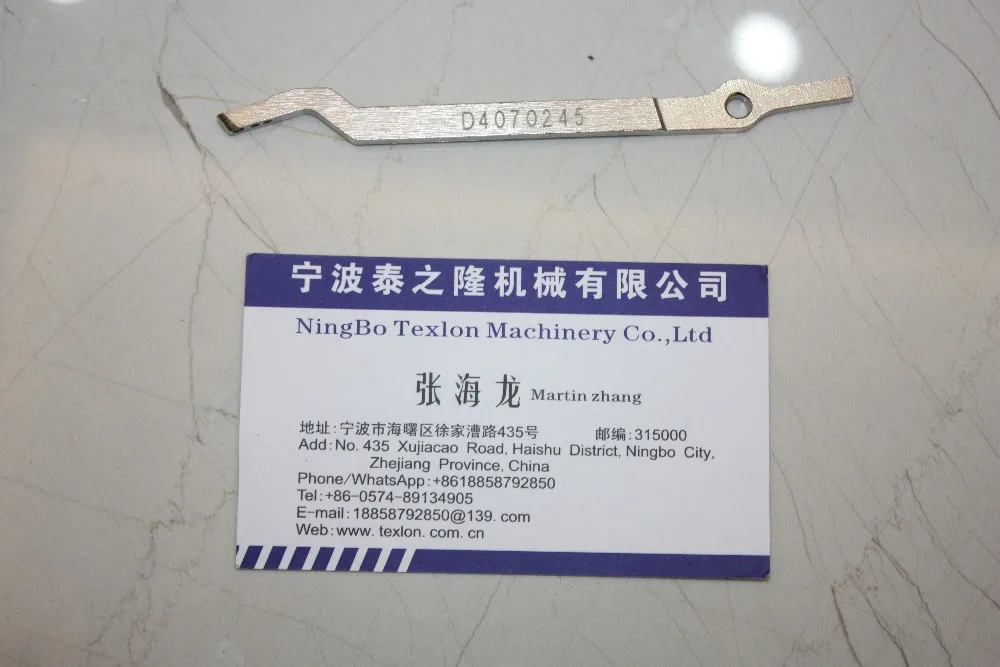 D4070245
宁波泰之隆机械有限公司
NingBo Texlon Machinery Co.,Ltd
张海龙 Martin zhang
地址:宁波市海曙区徐家漕路435号 邮编:315000
Add:No. 435 Xujiacao Road, Haishu District, Ningbo City,
Zhejiang Province, China
Phone/WhatsApp:+8618858792850
Tel:+86-0574-89134905
E-mail:18858792850@139. com
Web:www. texlon. com. cn